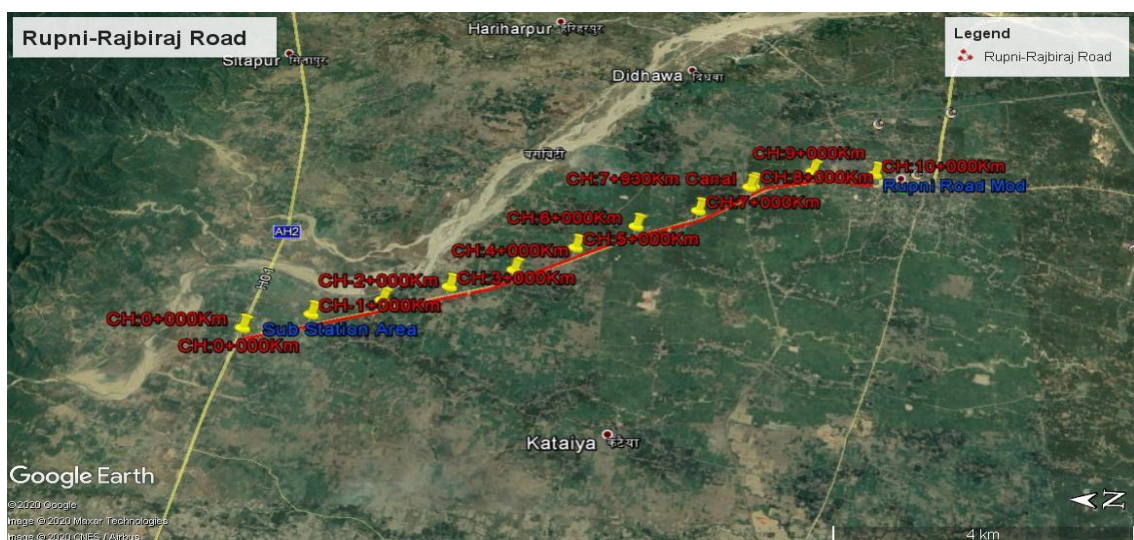 Rupni-Rajbiraj Road
Legend
Rupni-Rajbiraj Road
Hariharpur हरिहरपुर
Sitapur सितापुर
Didhawa दिधवा
CH:9+000Km
CH:10+000Km
CH:7+930Km Canal
CH:8+000Km
Rupni Road Mod
CH:7+000Km
CH:6+000Km
CH:5+000Km
AH2
CH:4+000Km
H01
CH-2+000Km
CH:3+000Km
CH-1+000Km
CH:0+000Km
Sub Station Area
CH:0+000Km
Kataiya कटैया
Google Earth
©2020 Google
Image © 2020 Maxar Technologies
Image © 2020 CNES / Airbus
N
4 km